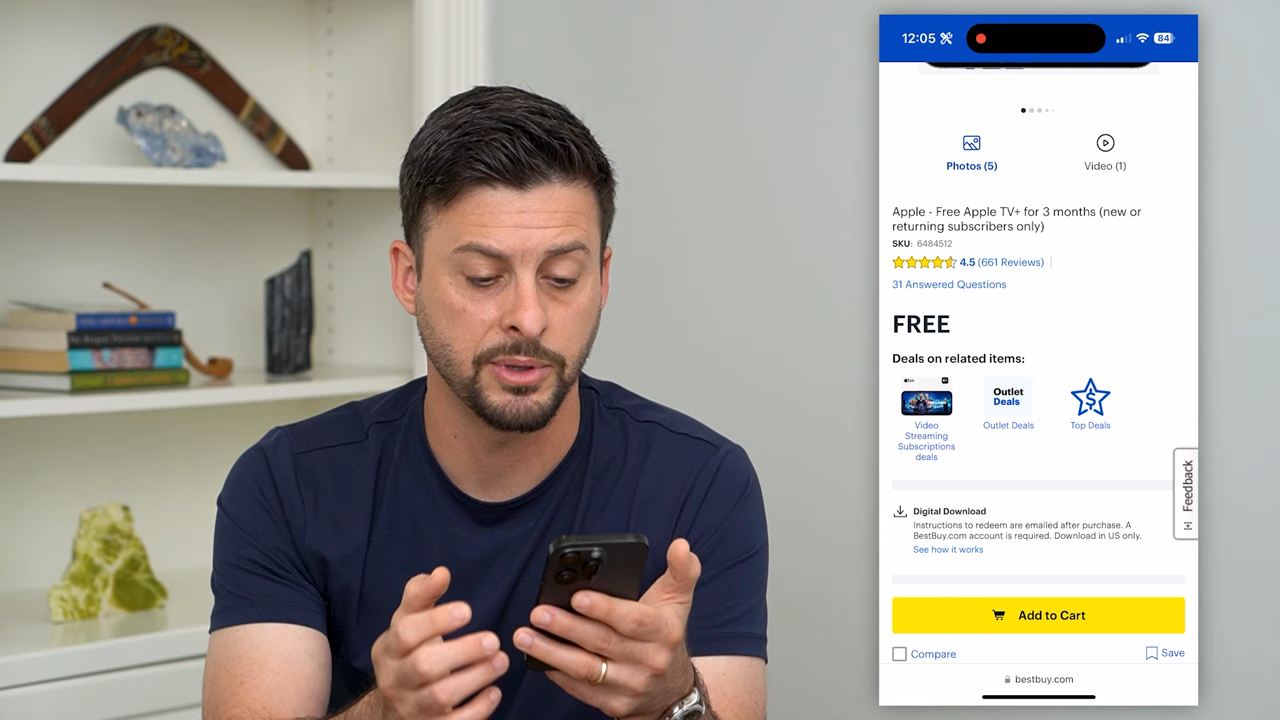 12:05
84
Photos (5)
Video (1)
Apple - Free Apple TV+ for 3 months (new or
returning subscribers only)
SKU: 6484512
4.5 (661 Reviews)
31 Answered Questions
FREE
Deals on related items:
Outlet
Deals
Video
Streaming
Subscriptions
deals
Outlet Deals
Top Deals
Feedback
Digital Download
Instructions to redeem are emailed after purchase. A
BestBuy.com account is required. Download in US only.
See how it works
Add to Cart
Compare
Save
bestbuy.com